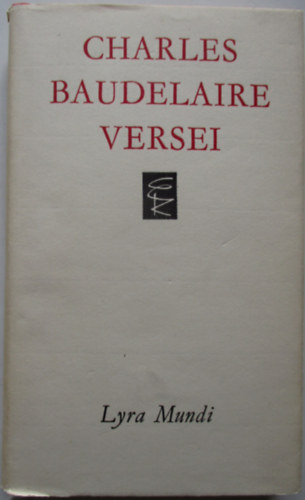 CHARLES
BAUDELAIRE
VERSEI
Lyra Mundi